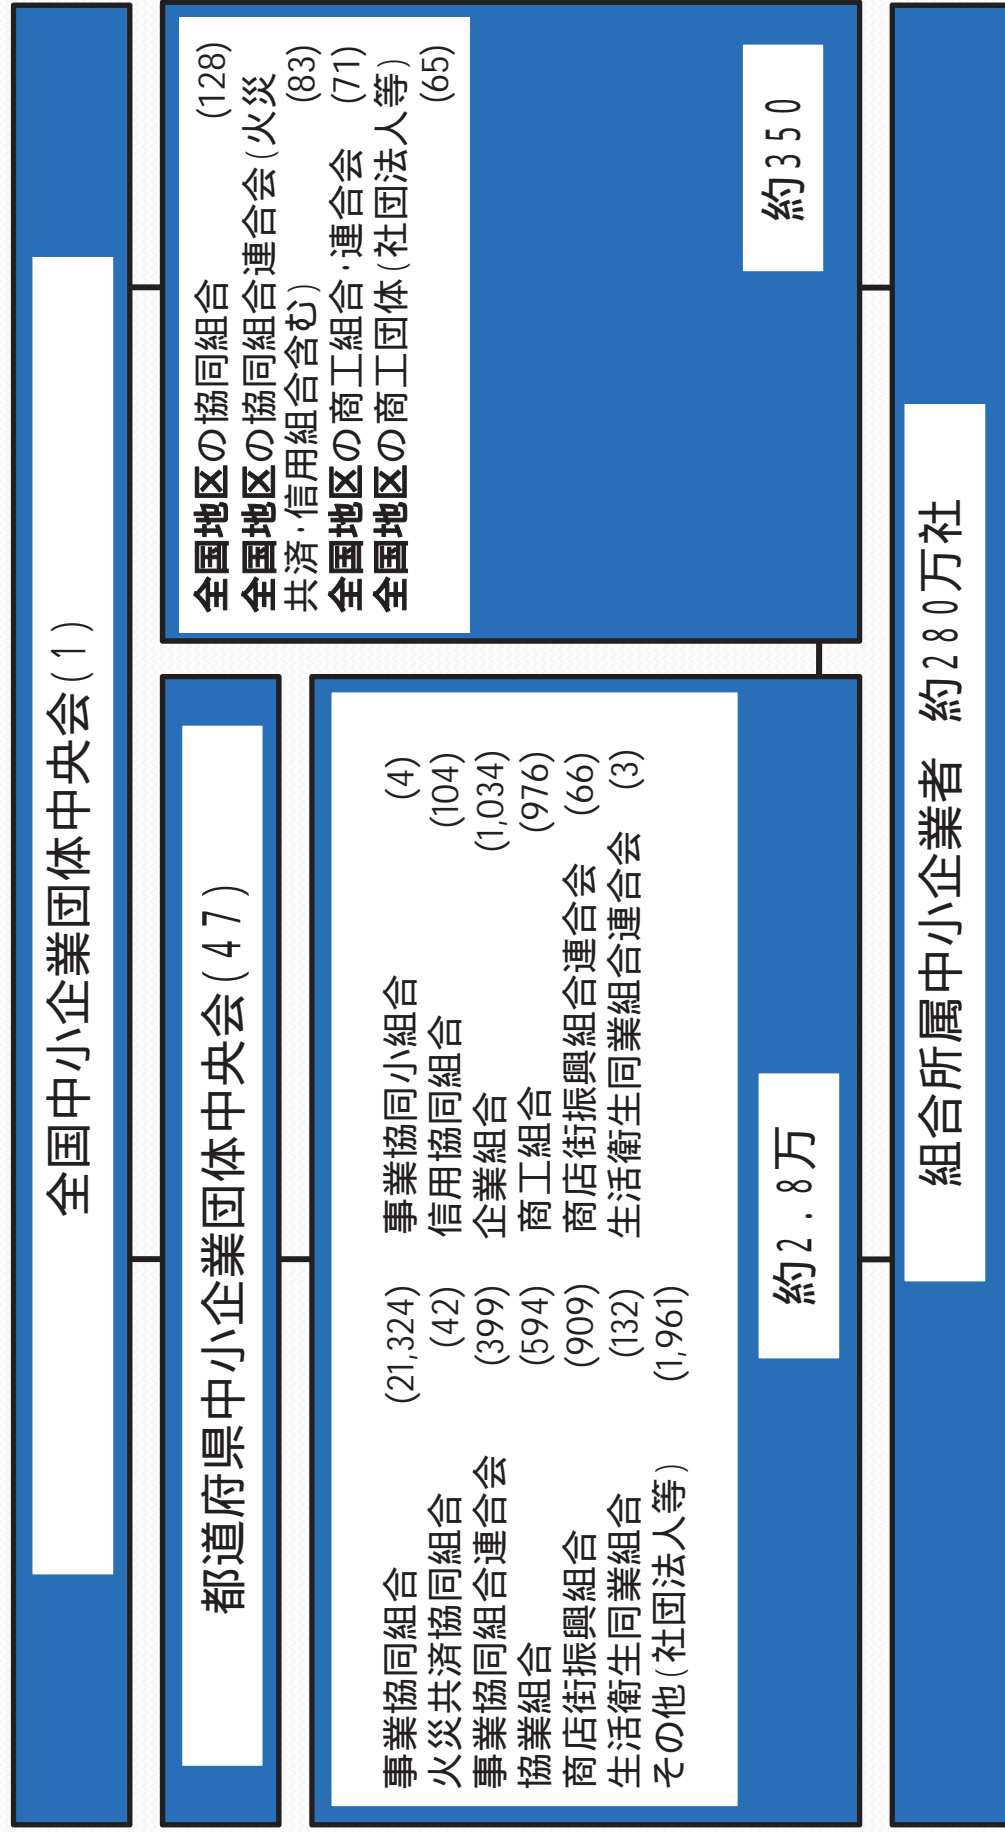 全国中小企業団体中央会(1)
都道府県中小企業団体中央会(47)
事業協同組合 (21,324) 事業協同小組合 (4)
火災共済協同組合 (42) 信用協同組合 (104)
事業協同組合連合会 (399) 企業組合 (1,034)
協業組合 (594) 商工組合 (976)
商店街振興組合 (909) 商店街振興組合連合会 (66)
生活衛生同業組合 (132) 生活衛生同業組合連合会 (3)
その他(社団法人等) (1,961)
約2.8万
全国地区の協同組合 (128)
全国地区の協同組合連合会(火災
共済・信用組合含む) (83)
全国地区の商工組合・連合会 (71)
全国地区の商工団体(社団法人等)
(65)
約350
組合所属中小企業者 約280万社